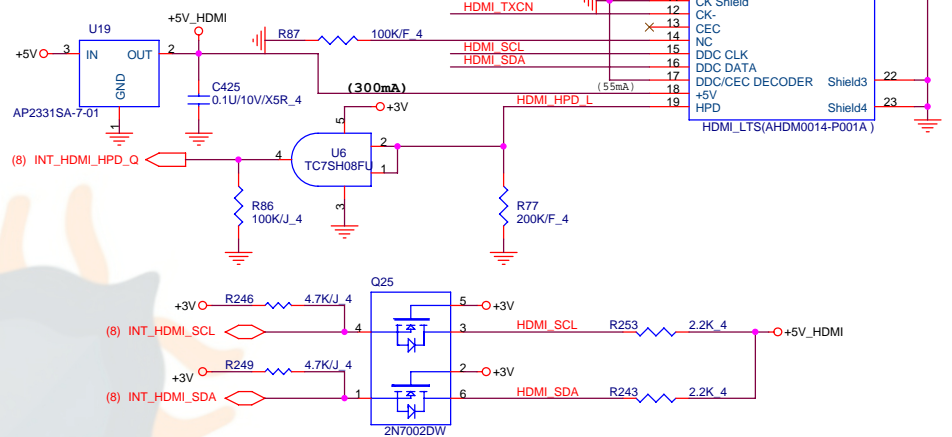 CK Shield
HDMI_TXCN 12 CK-
13 CEC
14 NC
HDMI_SCL 15 DDC CLK
HDMI_SDA 16 DDC DATA
17 DDC/CEC DECODER Shield3 22
(55mA) 18 +5V
HDMI_HPD_L 19 HPD Shield4 23
HDMI_LTS(AHDM0014-P001A )
+5V_HDMI
U19
R87 100K/F_4
+5V 3 IN OUT 2
GND
1
AP2331SA-7-01
C425
0.1U/10V/X5R_4
(300mA)
+3V
5
2
U6
TC7SH08FU
1
4
3
(8) INT_HDMI_HPD_Q
R86
100K/J_4
R77
200K/F_4
Q25
+3V R246 4.7K/J_4 5 +3V
(8) INT_HDMI_SCL 4 3 HDMI_SCL R253 2.2K_4 +5V_HDMI
+3V R249 4.7K/J_4 2 +3V
(8) INT_HDMI_SDA 1 6 HDMI_SDA R243 2.2K_4
2N7002DW